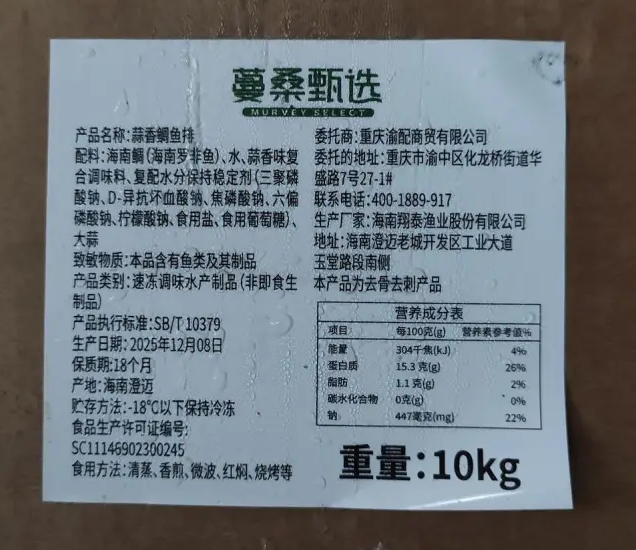 蔓桑甄选
MURVEY SELECT
产品名称:蒜香鲷鱼排
配料:海南鲷(海南罗非鱼)、水、蒜香味复
合调味料、复配水分保持稳定剂(三聚磷
酸钠、D-异抗坏血酸钠、焦磷酸钠、六偏
磷酸钠、柠檬酸钠、食用盐、食用葡萄糖)、
大蒜
致敏物质:本品含有鱼类及其制品
产品类别:速冻调味水产制品(非即食生
制品)
产品执行标准:SB/T 10379
生产日期:2025年12月08日
保质期:18个月
产地:海南澄迈
贮存方法:-18°C以下保持冷冻
食品生产许可证编号:
SC11146902300245
食用方法:清蒸、香煎、微波、红焖、烧烤等
委托商:重庆渝配商贸有限公司
委托的地址:重庆市渝中区化龙桥街道华
盛路7号27-1#
联系电话:400-1889-917
生产厂家:海南翔泰渔业股份有限公司
地址:海南澄迈老城开发区工业大道
玉堂路段南侧
本产品为去骨去刺产品
营养成分表
项目 每100克(g) 营养素参考值%
能量 304千焦(kJ) 4%
蛋白质 15.3 克(g) 26%
脂肪 1.1 克(g) 2%
碳水化合物 0克(g) 0%
钠 447毫克(mg) 22%
重量:10kg